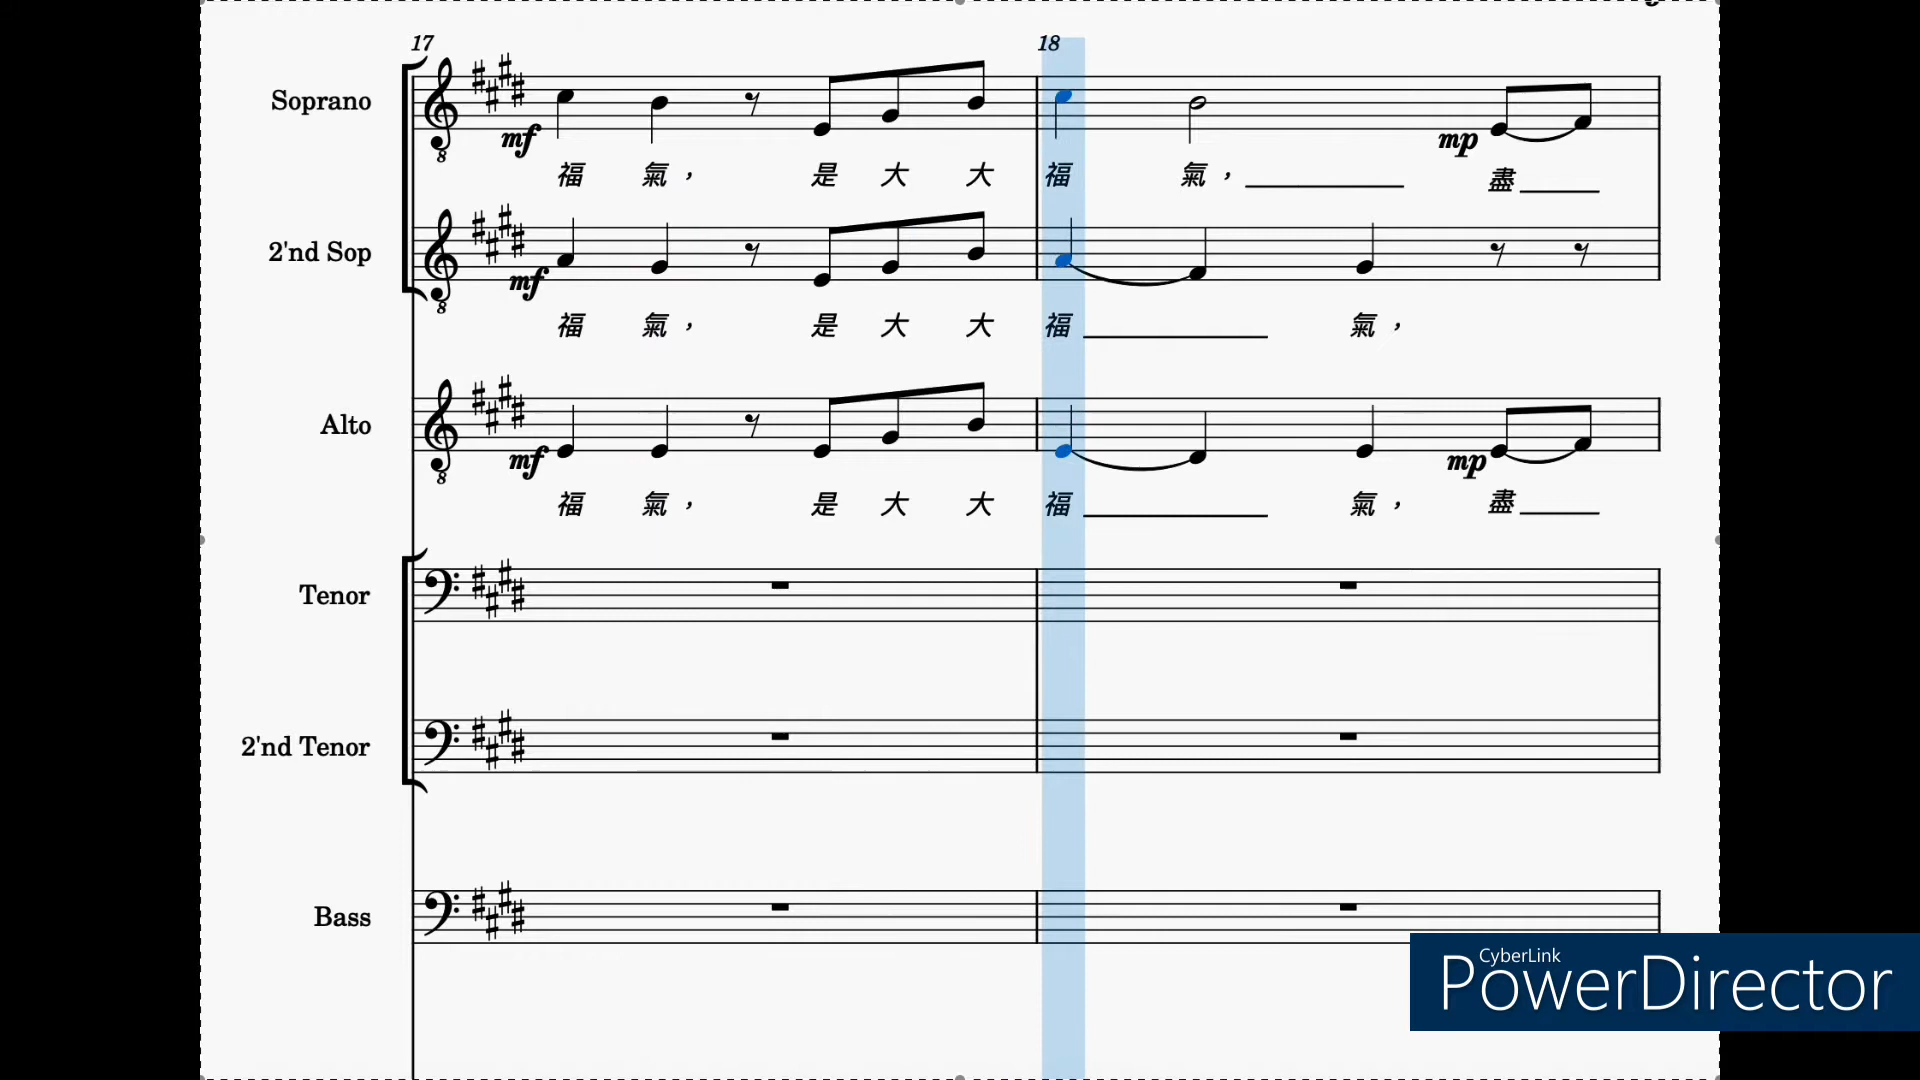 17 18
Soprano
mf mp
福 氣， 是 大 大 福 氣，盡
2'nd Sop
mf
福 氣， 是 大 大 福 氣，
Alto
mf mp
福 氣， 是 大 大 福 氣， 盡
Tenor
2'nd Tenor
Bass
CyberLink
PowerDirector